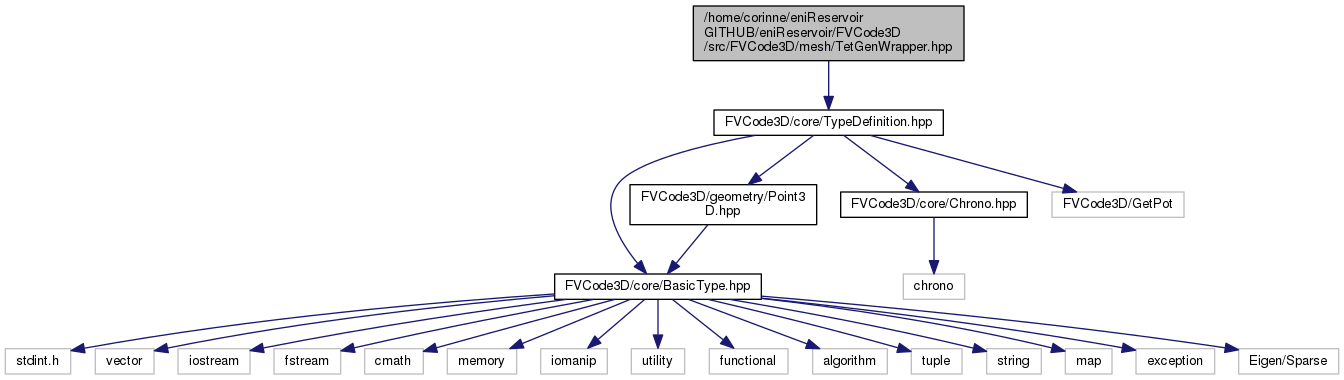 /home/corinne/eniReservoir
GITHUB/eniReservoir/FVCode3D
/src/FVCode3D/mesh/TetGenWrapper.hpp
FVCode3D/core/TypeDefinition.hpp
FVCode3D/geometry/Point3
D.hpp
FVCode3D/core/Chrono.hpp
FVCode3D/GetPot
FVCode3D/core/BasicType.hpp
chrono
stdint.h
vector
iostream
fstream
cmath
memory
iomanip
utility
functional
algorithm
tuple
string
map
exception
Eigen/Sparse